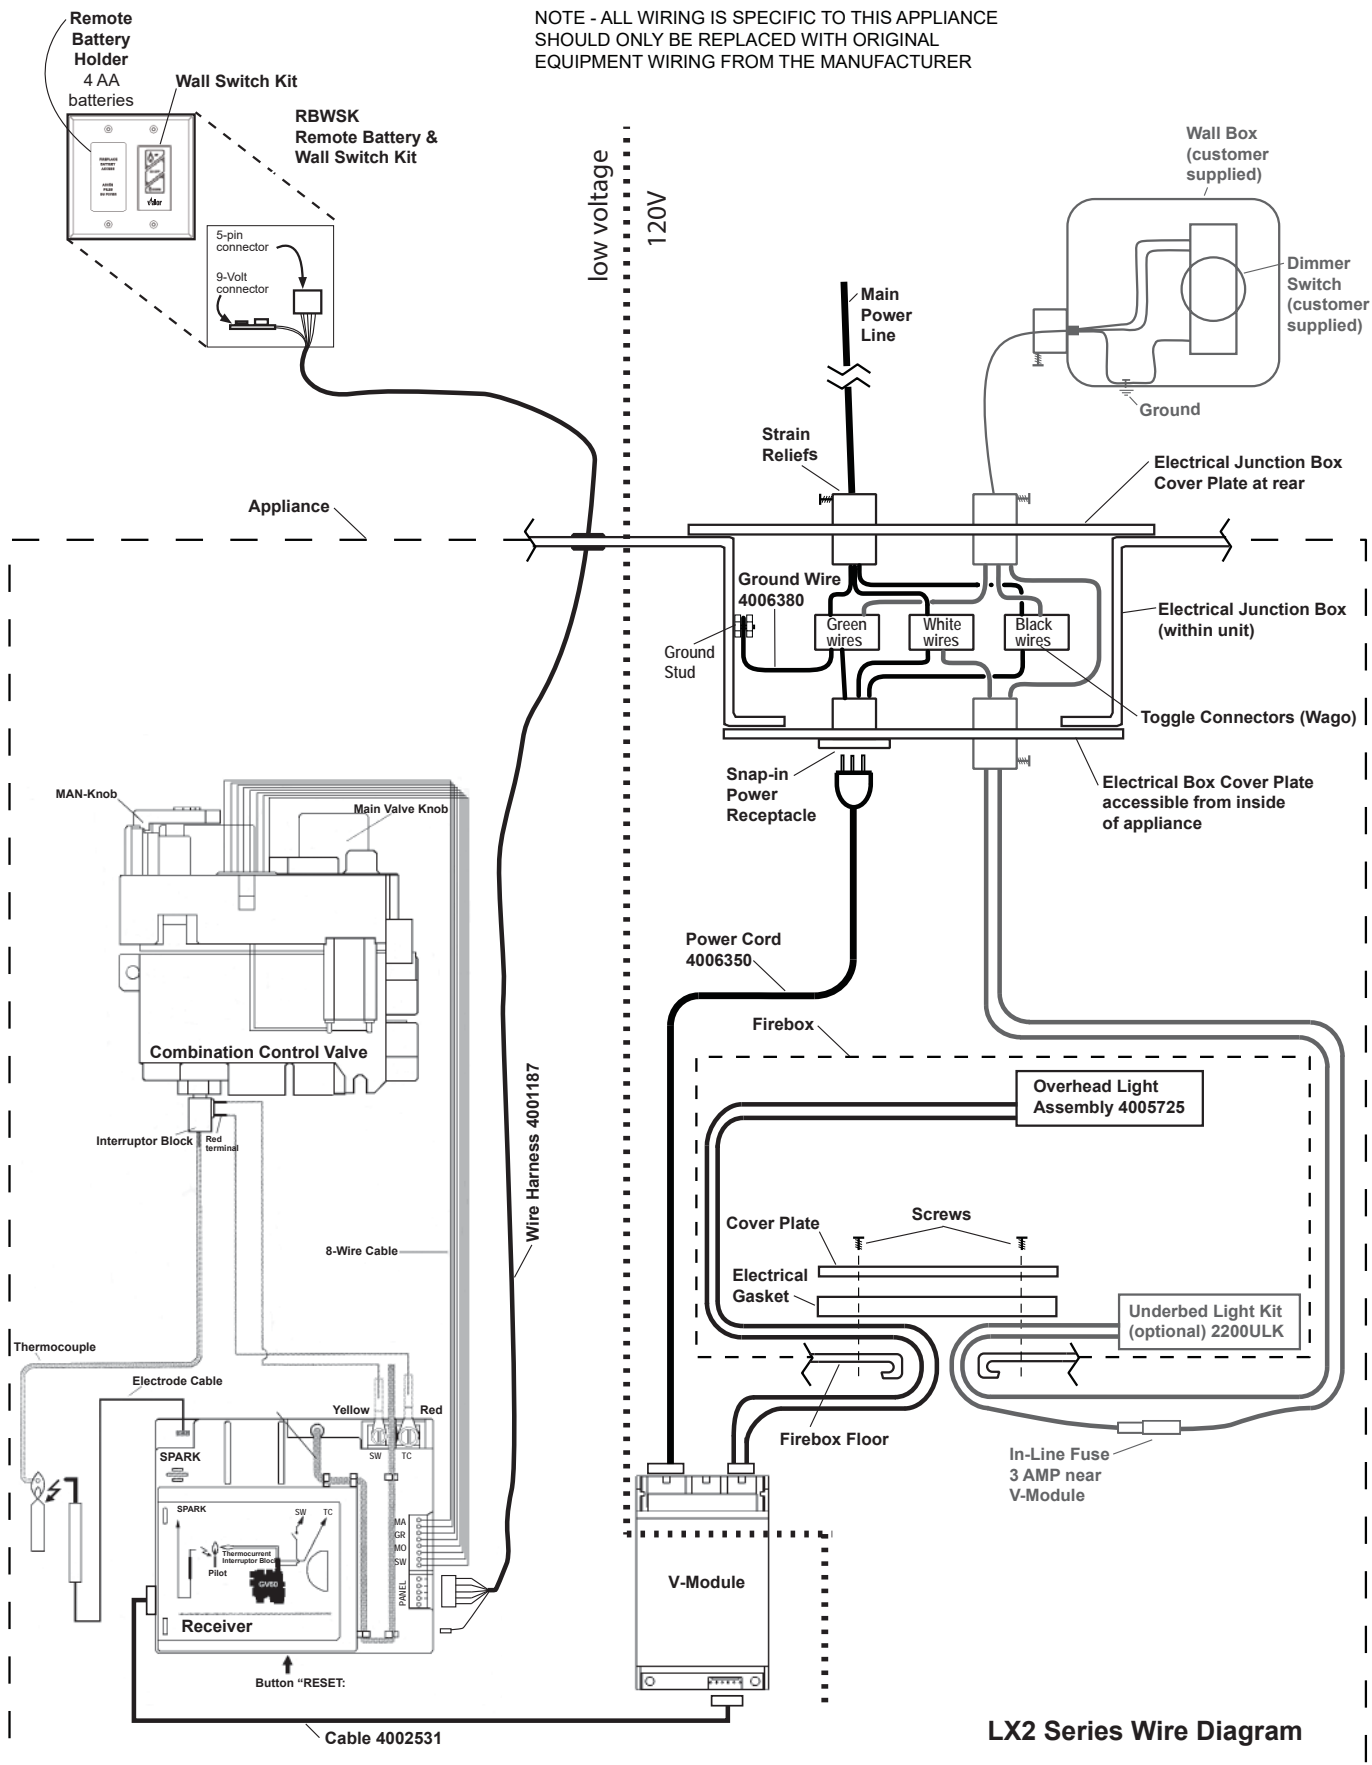 NOTE - ALL WIRING IS SPECIFIC TO THIS APPLIANCE
SHOULD ONLY BE REPLACED WITH ORIGINAL
EQUIPMENT WIRING FROM THE MANUFACTURER
Remote
Battery
Holder
4 AA
batteries
Wall Switch Kit
RBWSK
Remote Battery &
Wall Switch Kit
FIREPLACE
BATTERY
ACCESS
Valor
5-pin
connector
9-Volt
connector
low voltage
120V
Wall Box
(customer
supplied)
Dimmer
Switch
(customer
supplied)
Ground
Main
Power
Line
Strain
Reliefs
Electrical Junction Box
Cover Plate at rear
Appliance
Ground Wire
4006380
Green
wires
White
wires
Black
wires
Ground
Stud
Electrical Junction Box
(within unit)
Toggle Connectors (Wago)
Snap-in
Power
Receptacle
Electrical Box Cover Plate
accessible from inside
of appliance
MAN-Knob
Main Valve Knob
Combination Control Valve
Interruptor Block
Red
terminal
Power Cord
4006350
Firebox
Overhead Light
Assembly 4005725
Wire Harness 4001187
8-Wire Cable
Cover Plate
Screws
Electrical
Gasket
Underbed Light Kit
(optional) 2200ULK
Thermocouple
Electrode Cable
Yellow
Red
SW
TC
Firebox Floor
In-Line Fuse
3 AMP near
V-Module
SPARK
SPARK
SW
TC
Thermocurrent
Interruptor Block
Pilot
GV60
MA
GR
MO
SW
PANEL
Receiver
V-Module
Button “RESET:
Cable 4002531
LX2 Series Wire Diagram